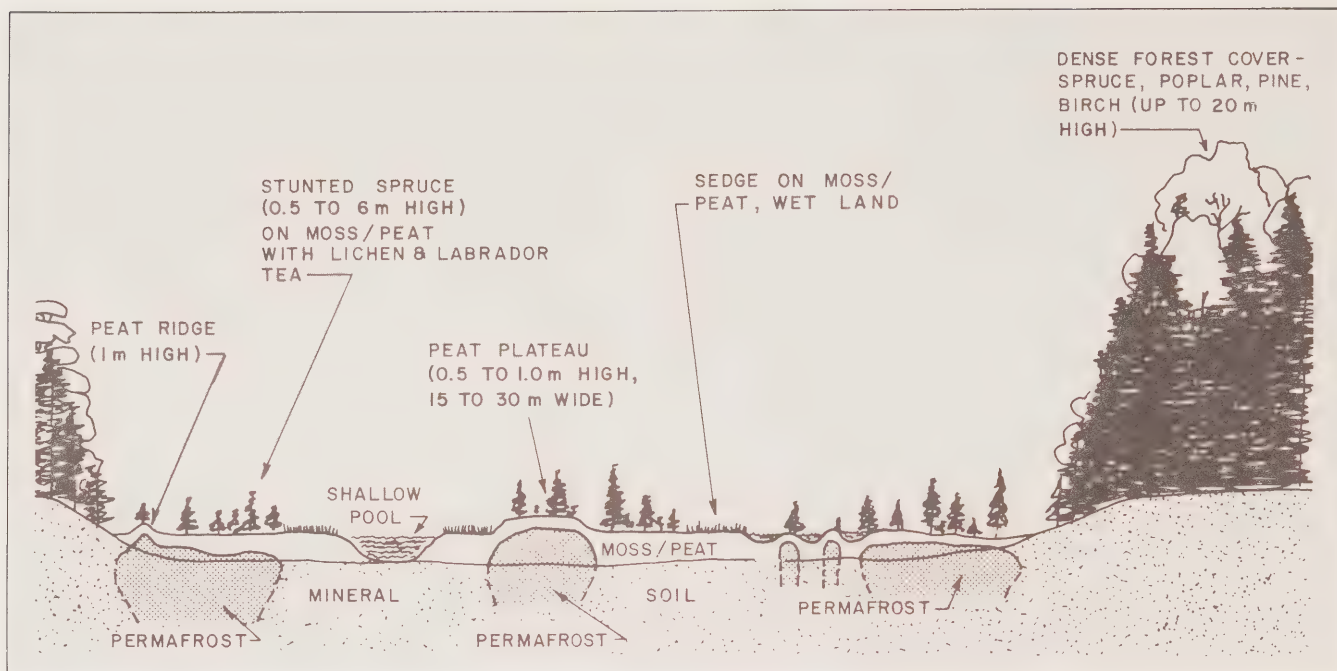 DENSE FOREST COVER-
SPRUCE, POPLAR, PINE,
BIRCH (UP TO 20 m
HIGH)
STUNTED SPRUCE
(0.5 TO 6 m HIGH)
ON MOSS/PEAT
WITH LICHEN & LABRADOR
TEA
SEDGE ON MOSS/
PEAT, WET LAND
PEAT RIDGE
(1 m HIGH)
PEAT PLATEAU
(0.5 TO 1.0 m HIGH,
15 TO 30 m WIDE)
SHALLOW
POOL
MOSS/PEAT
MINERAL SOIL
PERMAFROST
PERMAFROST
PERMAFROST